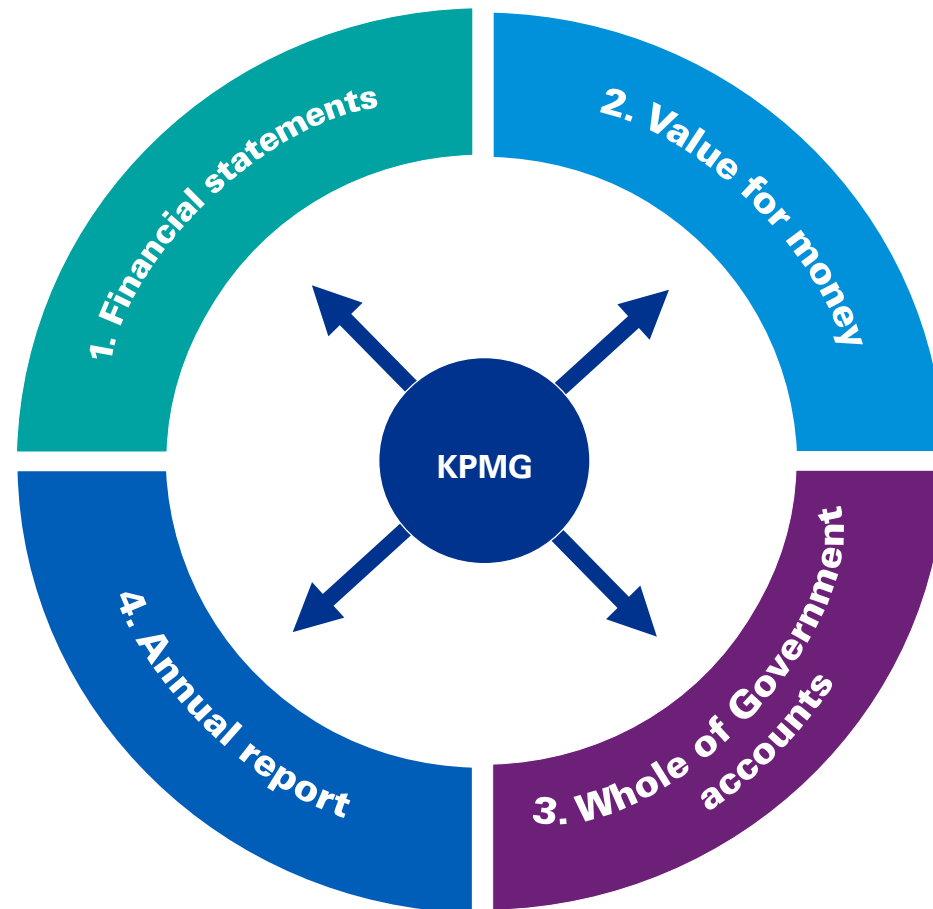 1. Financial statements
2. Value for money
KPMG
3. Whole of Government
accounts
4. Annual report